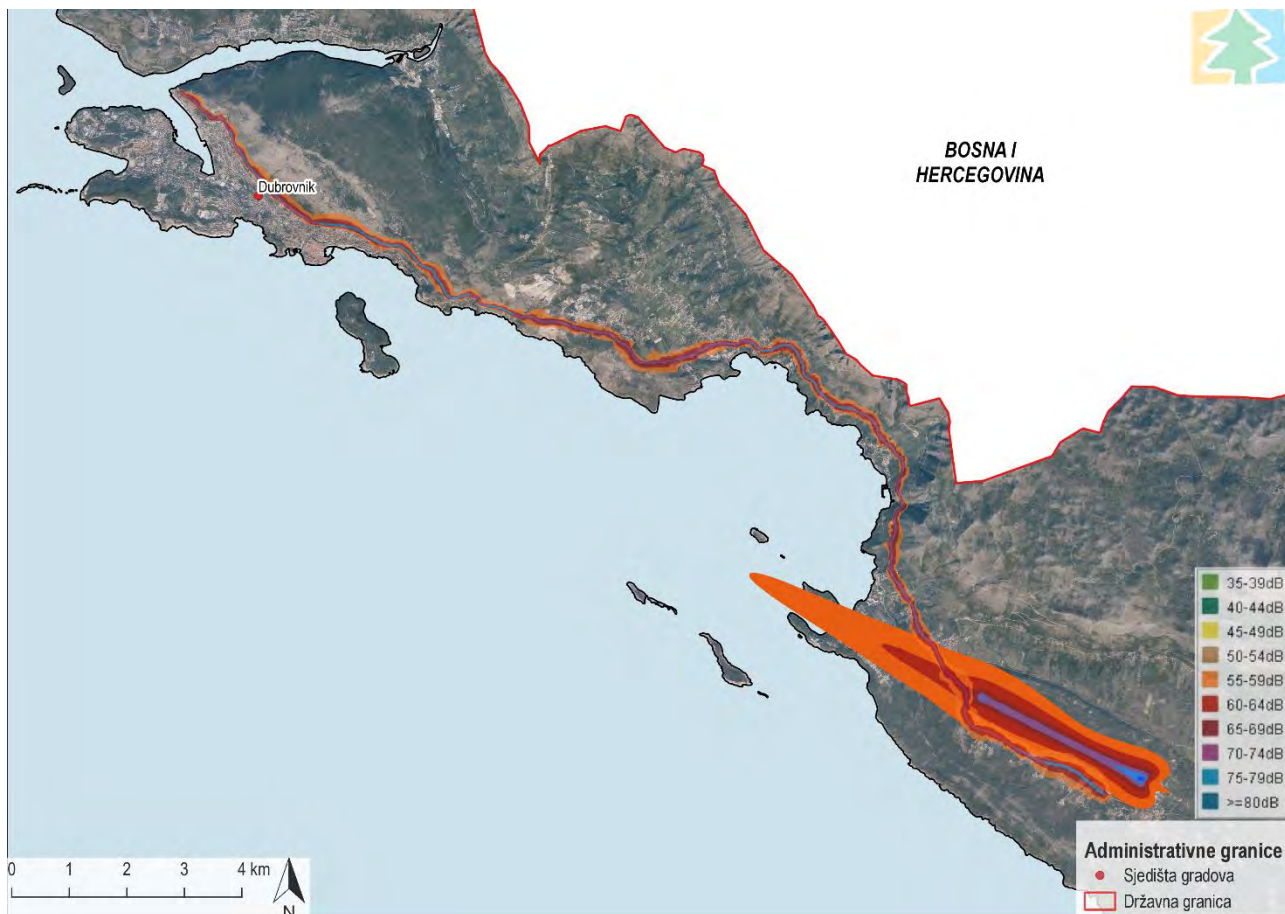 BOSNA I
HERCEGOVINA
Dubrovnik
35-39dB
40-44dB
45-49dB
50-54dB
55-59dB
60-64dB
65-69dB
70-74dB
75-79dB
>=80dB
Administrativne granice
Sjedišta gradova
Državna granica
0 1 2 3 4 km
N